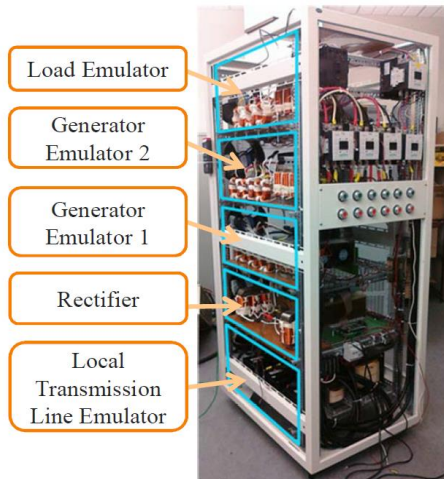 Load Emulator
Generator
Emulator 2
Generator
Emulator 1
Rectifier
Local
Transmission
Line Emulator